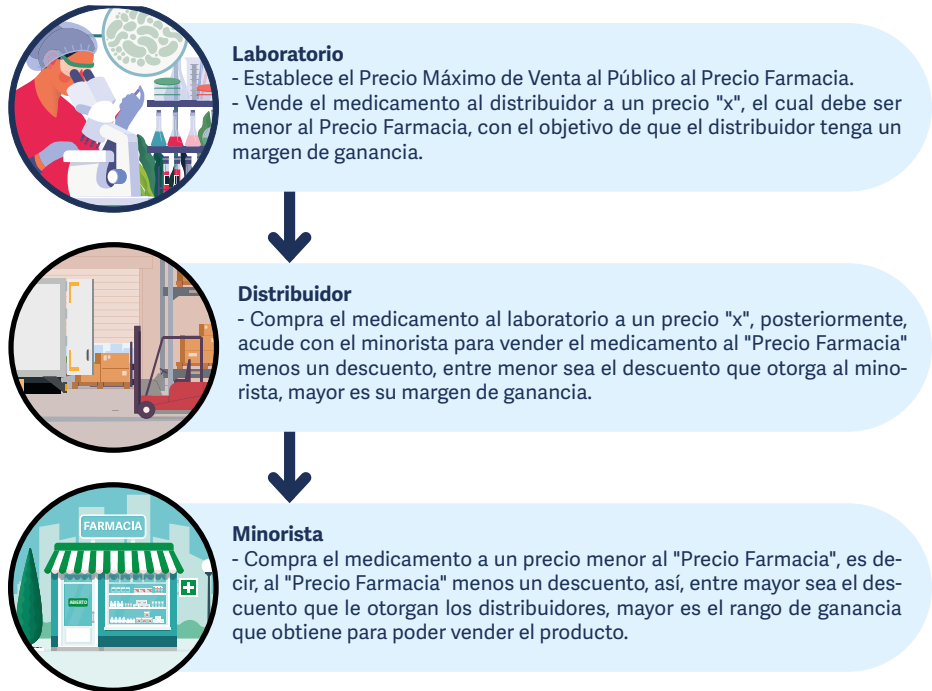 Laboratorio
- Establece el Precio Máximo de Venta al Público al Precio Farmacia.
- Vende el medicamento al distribuidor a un precio "x", el cual debe ser
menor al Precio Farmacia, con el objetivo de que el distribuidor tenga un
margen de ganancia.
Distribuidor
- Compra el medicamento al laboratorio a un precio "x", posteriormente,
acude con el minorista para vender el medicamento al "Precio Farmacia"
menos un descuento, entre menor sea el descuento que otorga al mino-
rista, mayor es su margen de ganancia.
FARMACIA
ABIERTO
Minorista
- Compra el medicamento a un precio menor al "Precio Farmacia", es de-
cir, al "Precio Farmacia" menos un descuento, así, entre mayor sea el des-
cuento que le otorgan los distribuidores, mayor es el rango de ganancia
que obtiene para poder vender el producto.